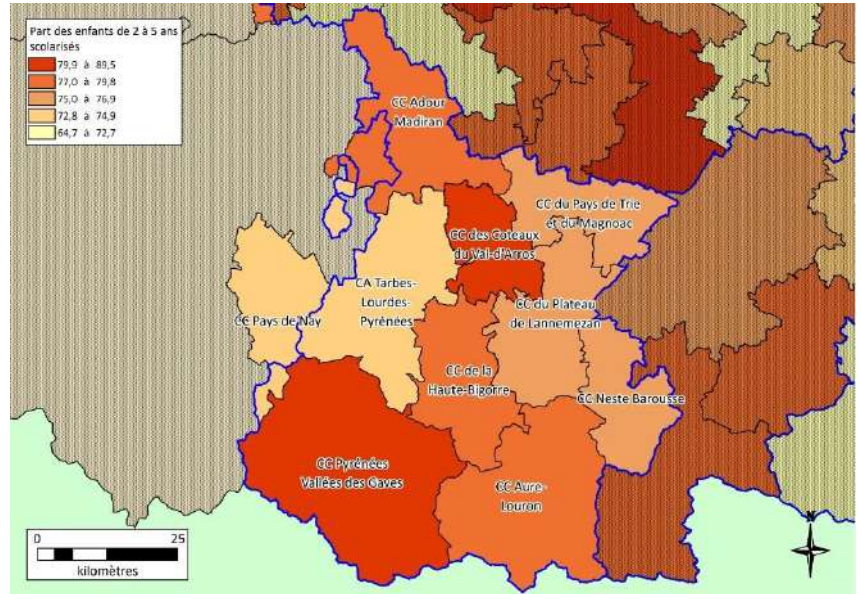 Part des enfants de 2 à 5 ans
scolarisés
79,9 à 89,5
77,0 à 79,8
75,0 à 76,9
72,8 à 74,9
64,7 à 72,7
CC Adour
Madiran
CC du Pays de Trie
et du Magnoac
CC des Coteaux
du Val-d'Arros
CA Tarbes-
Lourdes-
Pyrénées
CC Pays de Nay
CC du Plateau
de Lannemezan
CC de la
Haute-Bigorre
CC Neste Barousse
CC Pyrénées
Vallées des Gaves
CC Aure-
Louron
0 25
kilomètres
N